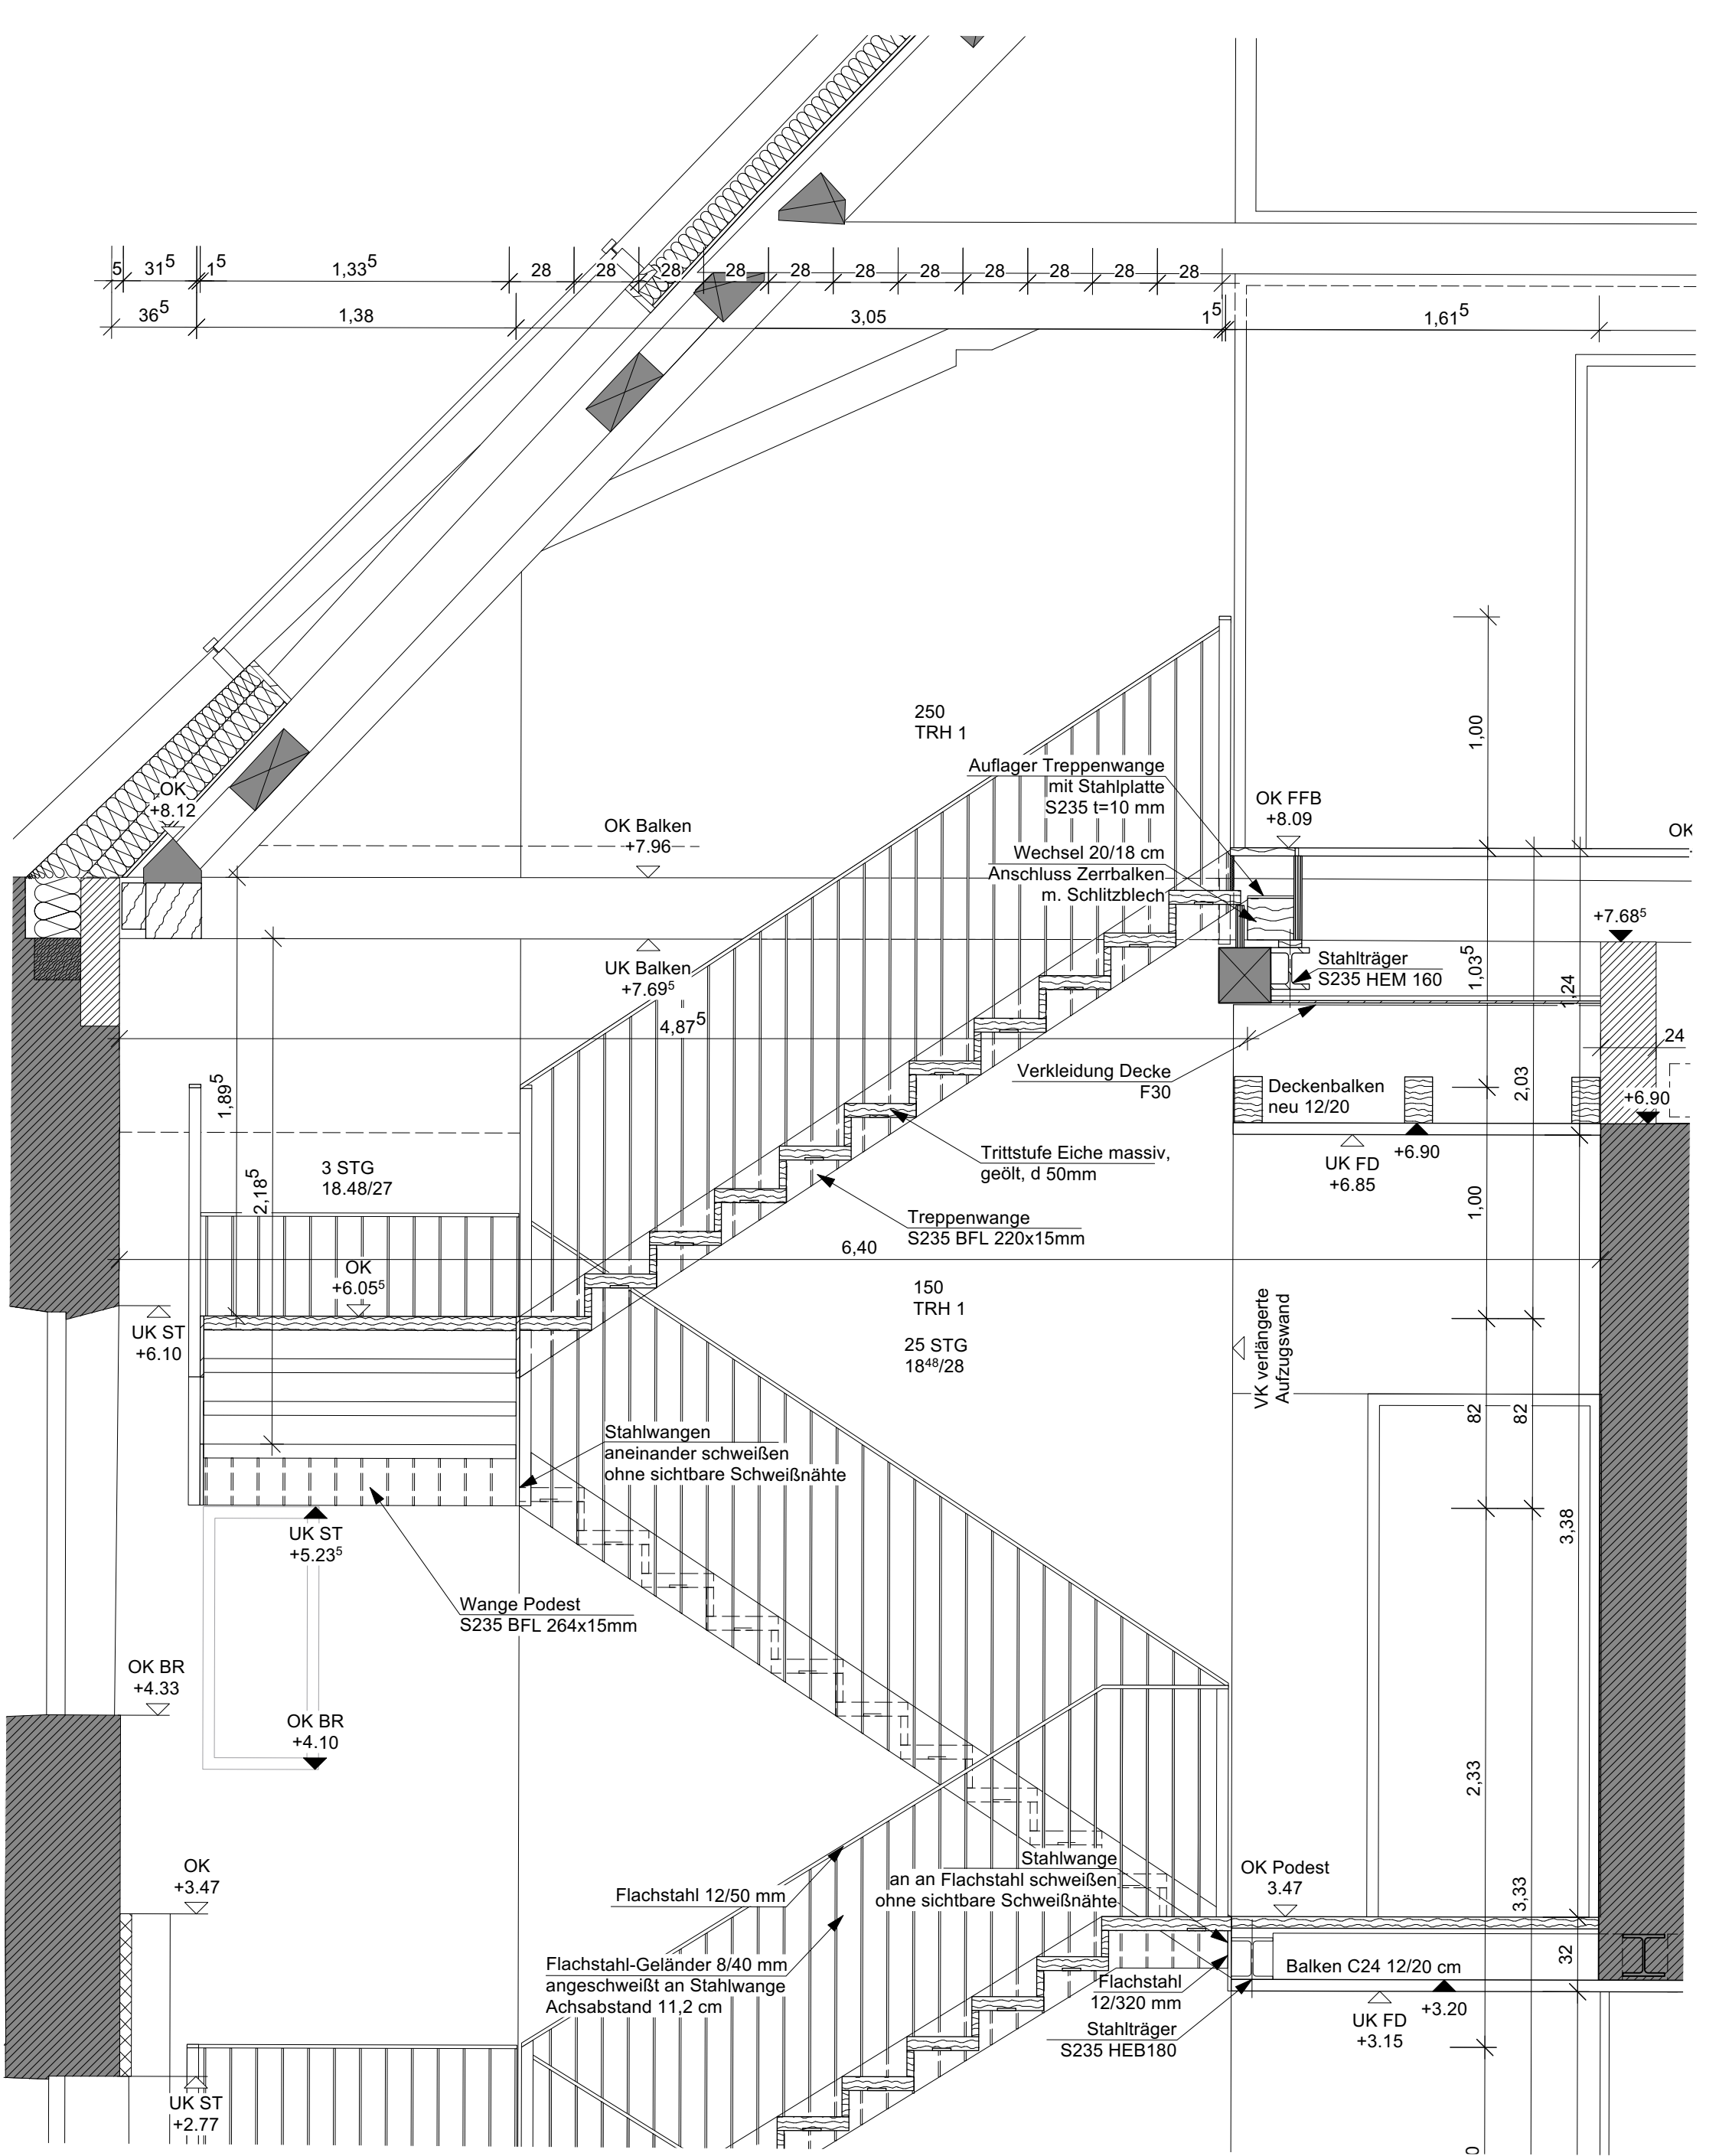 5 31⁵ 1⁵ 1,33⁵ 28 28 28 28 28 28 28 28 28 28 28
36⁵ 1,38 3,05 1⁵ 1,61⁵
250
TRH 1
1,00
Auflager Treppenwange
mit Stahlplatte
S235 t=10 mm
OK
+8.12
OK FFB
+8.09
OK Balken
+7.96
OK
Wechsel 20/18 cm
Anschluss Zerrbalken
m. Schlitzblech
+7.68⁵
UK Balken
+7.69⁵
Stahlträger
S235 HEM 160
1,03⁵
1,24
4,87⁵
24
Verkleidung Decke
F30
Deckenbalken
neu 12/20
2,03
+6.90
1,89⁵
+6.90
UK FD
+6.85
Trittstufe Eiche massiv,
geölt, d 50mm
3 STG
18.48/27
2,18⁵
1,00
Treppenwange
S235 BFL 220x15mm
6,40
OK
+6.05⁵
150
TRH 1
UK ST
+6.10
25 STG
18⁴⁸/28
VK verlängerte
Aufzugswand
82
82
Stahlwangen
aneinander schweißen
ohne sichtbare Schweißnähte
3,38
UK ST
+5.23⁵
Wange Podest
S235 BFL 264x15mm
OK BR
+4.33
OK BR
+4.10
2,33
OK
+3.47
Stahlwange
an an Flachstahl schweißen
ohne sichtbare Schweißnähte
OK Podest
3.47
Flachstahl 12/50 mm
3,33
Flachstahl-Geländer 8/40 mm
angeschweißt an Stahlwange
Achsabstand 11,2 cm
Balken C24 12/20 cm
32
Flachstahl
12/320 mm
+3.20
UK FD
+3.15
Stahlträger
S235 HEB180
UK ST
+2.77